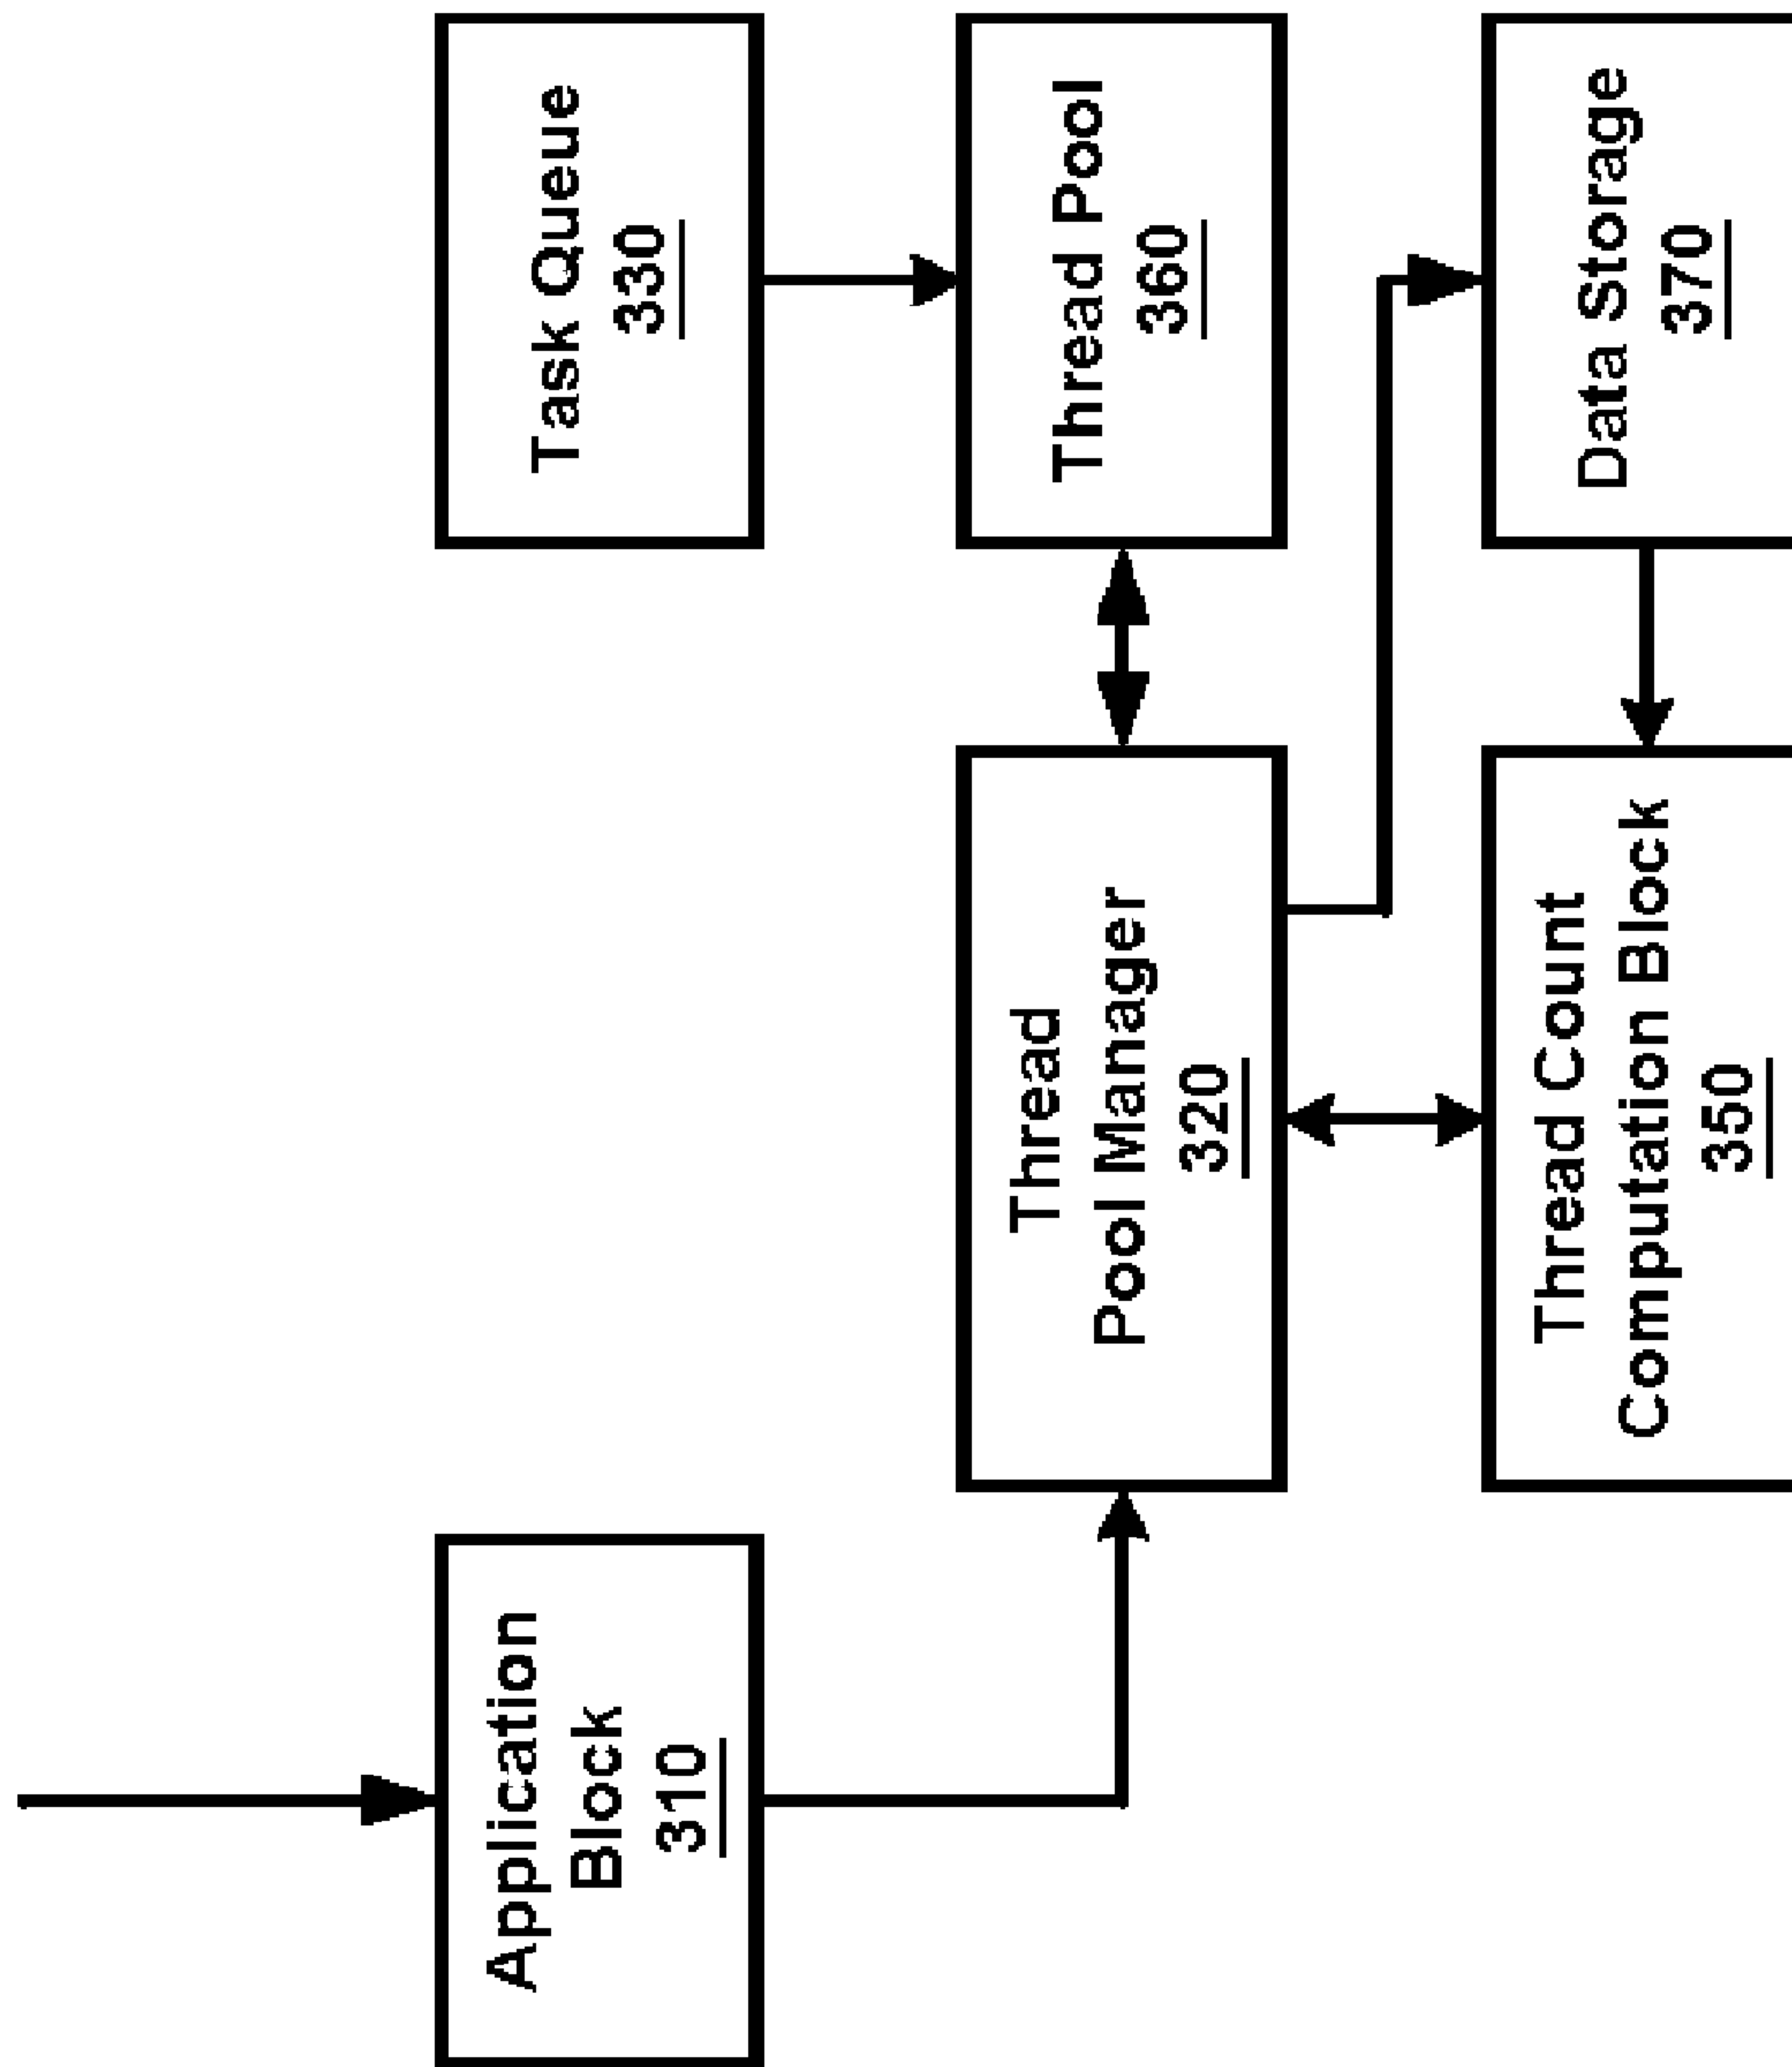 Application
Block
310
Thread
Pool Manager
320
Thread Count
Computation Block
350
Task Queue
330
Thread Pool
360
Data Storage
370